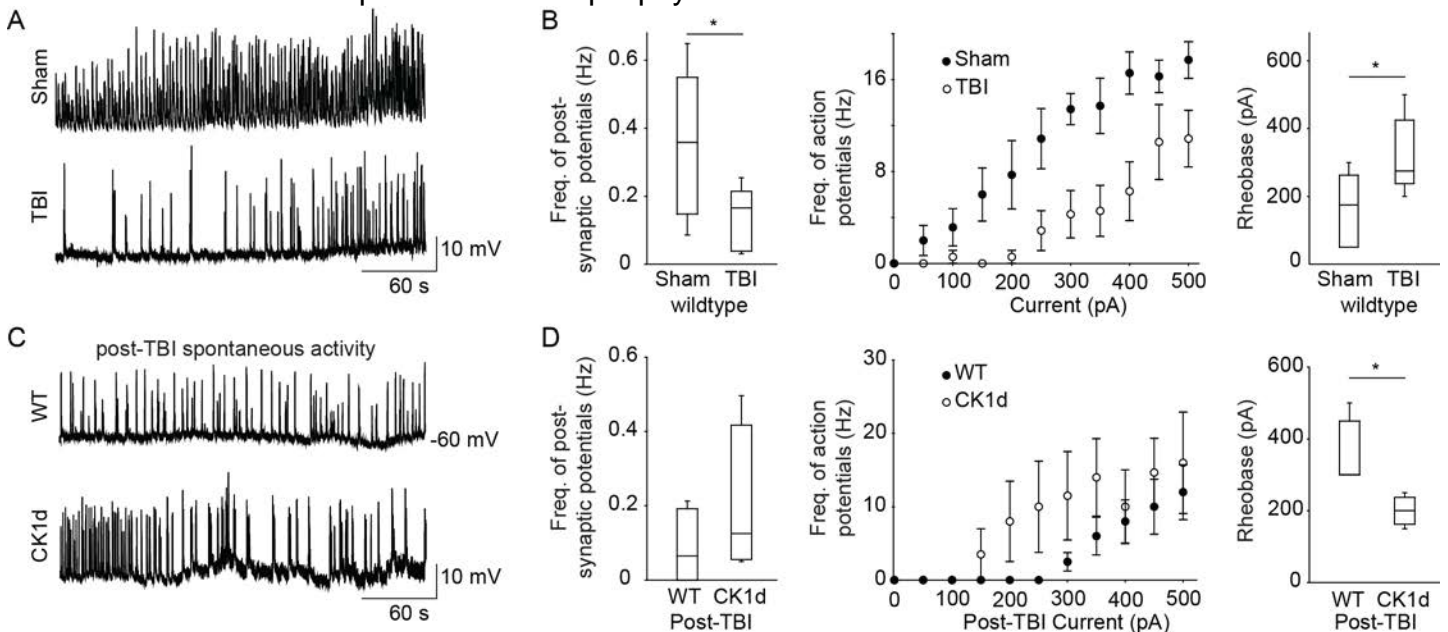 A
Sham
TBI
10 mV
60 s
B
*
Freq. of post-
synaptic potentials (Hz)
0.6
0.4
0.2
0
Sham TBI
wildtype
Freq. of action
potentials (Hz)
16
8
0
Sham
TBI
0 100 200 300 400 500
Current (pA)
*
Rheobase (pA)
600
400
200
0
Sham TBI
wildtype
C
post-TBI spontaneous activity
WT
-60 mV
CK1d
10 mV
60 s
D
Freq. of post-
synaptic potentials (Hz)
0.6
0.4
0.2
0
WT CK1d
Post-TBI
Freq. of action
potentials (Hz)
30
20
10
0
WT
CK1d
0 100 200 300 400 500
Post-TBI Current (pA)
*
Rheobase (pA)
600
400
200
0
WT CK1d
Post-TBI